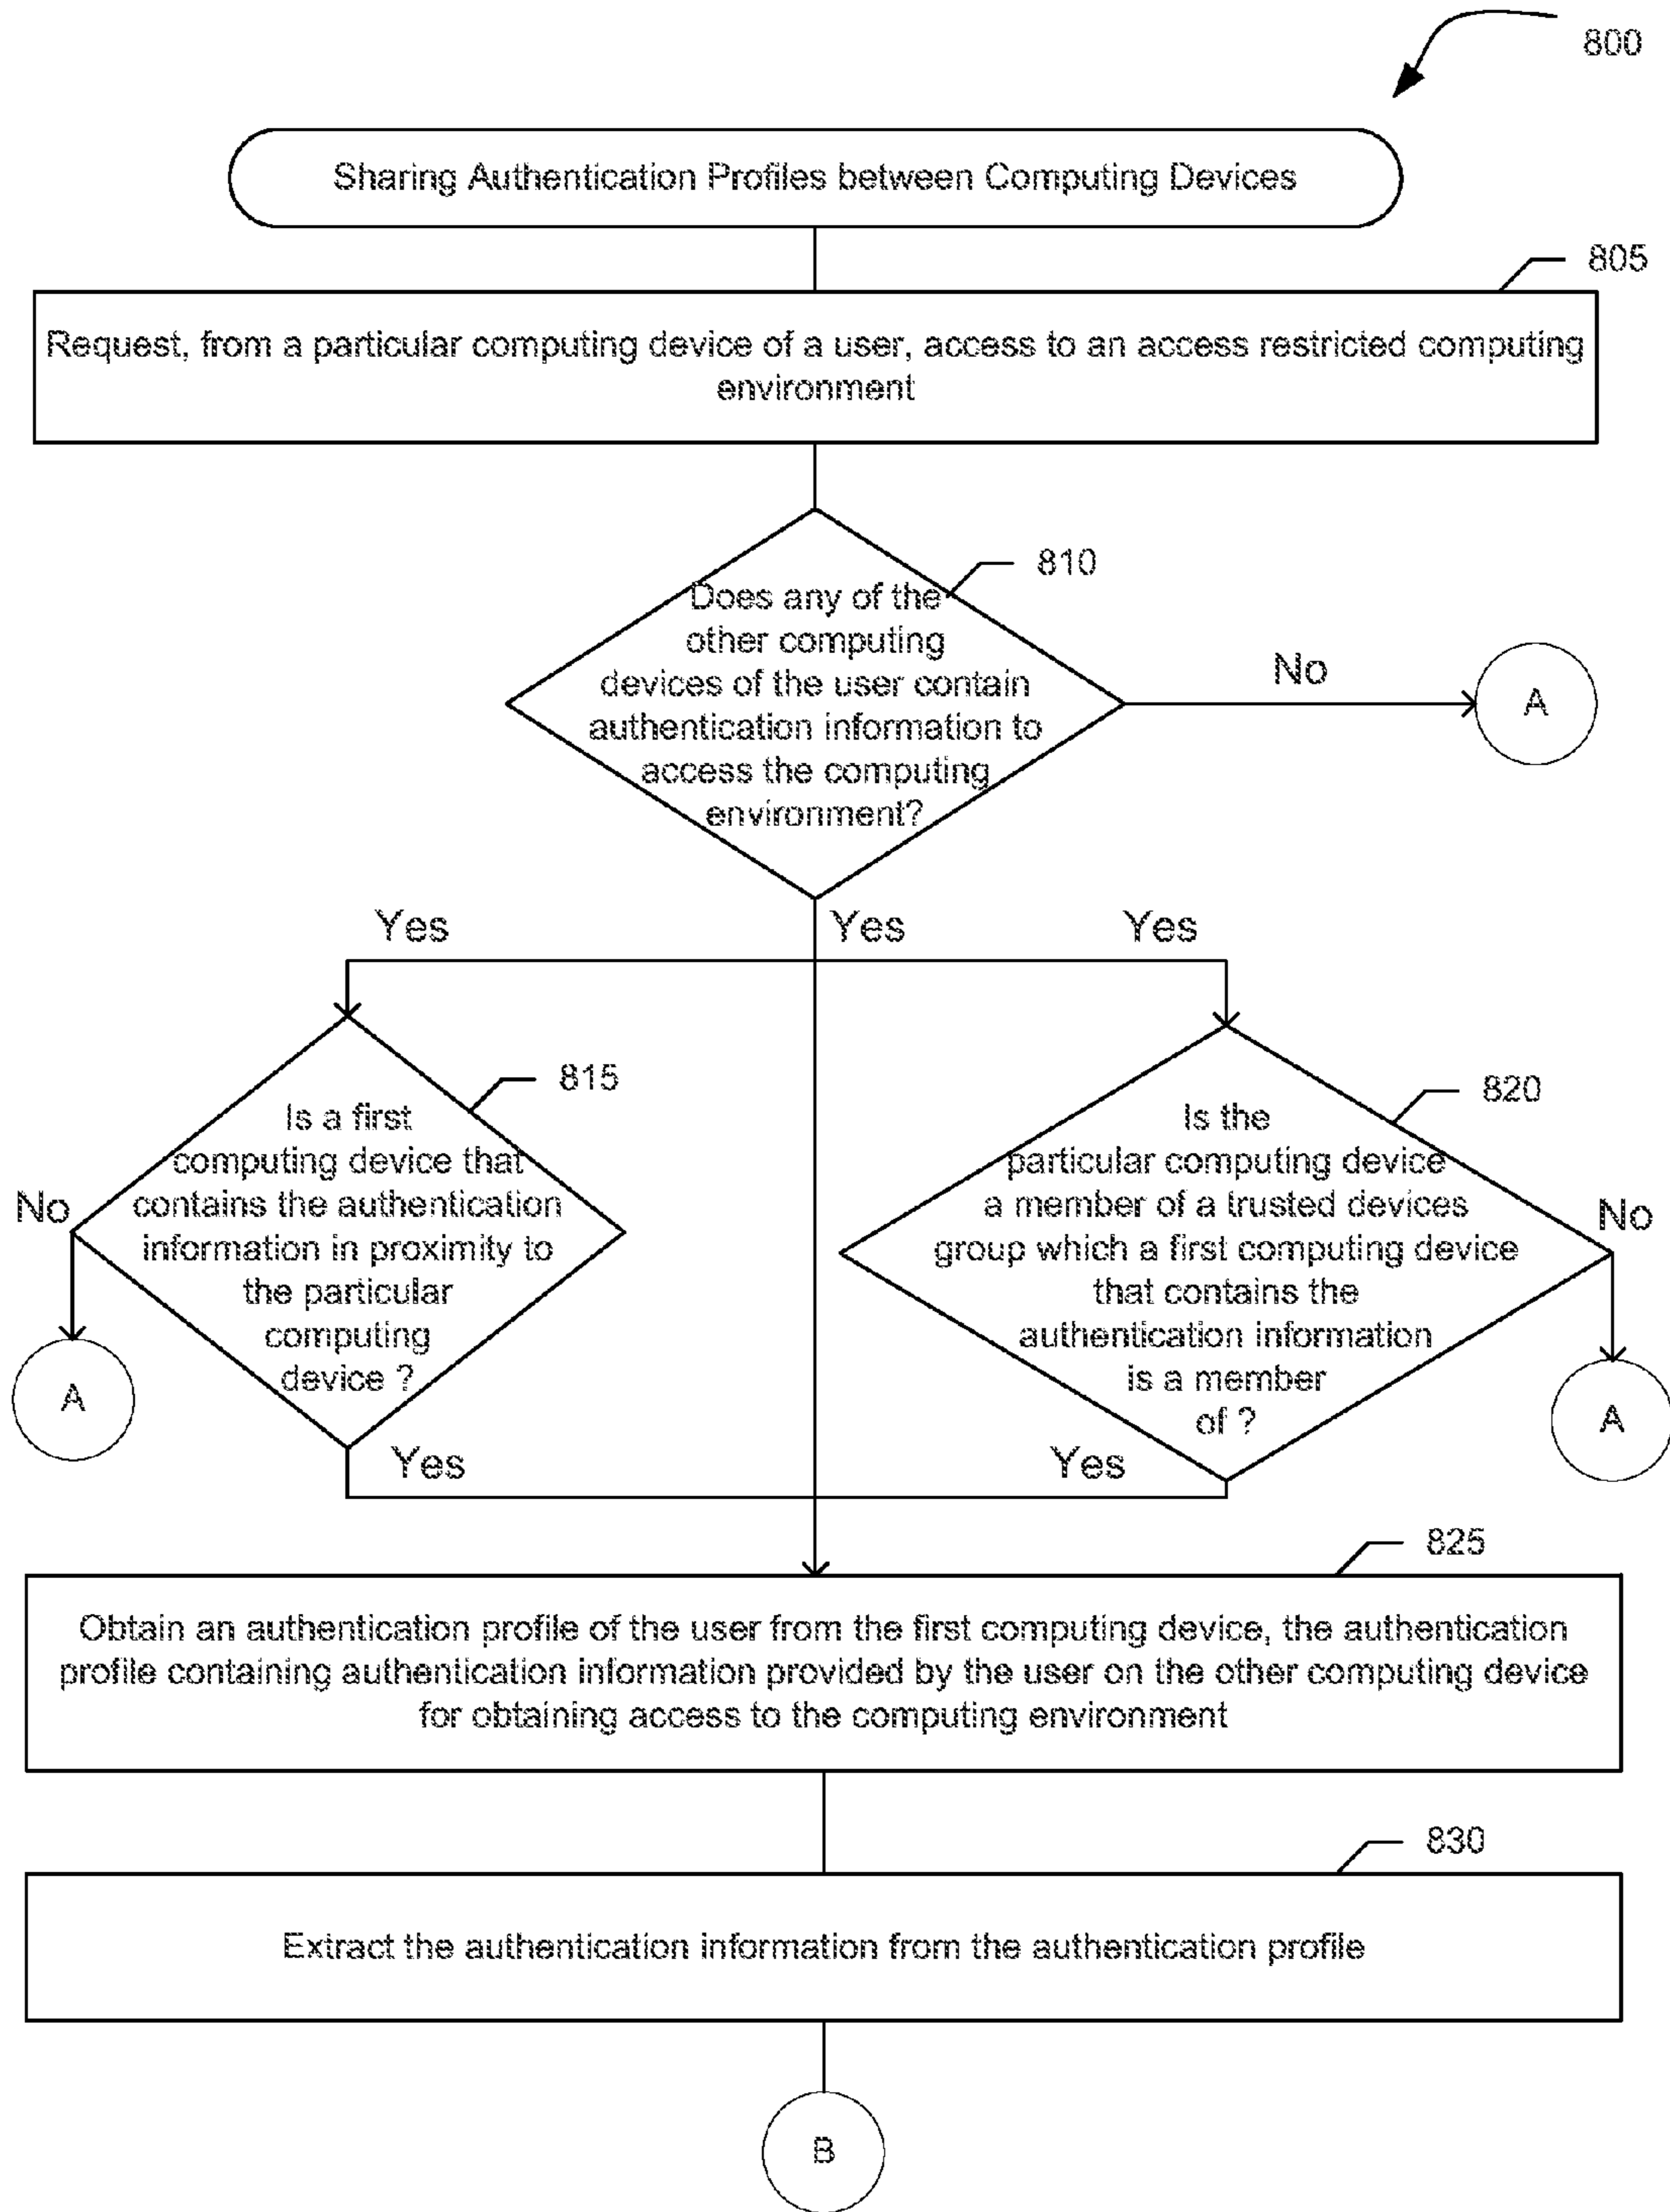 800
Sharing Authentication Profiles between Computing Devices
805
Request, from a particular computing device of a user, access to an access restricted computing
environment
810
Does any of the
other computing
devices of the user contain
authentication information to
access the computing
environment?
No
A
Yes
Yes
Yes
815
Is a first
computing device that
contains the authentication
information in proximity to
the particular
computing
device ?
No
A
Yes
820
Is the
particular computing device
a member of a trusted devices
group which a first computing device
that contains the
authentication information
is a member
of ?
No
A
Yes
825
Obtain an authentication profile of the user from the first computing device, the authentication
profile containing authentication information provided by the user on the other computing device
for obtaining access to the computing environment
830
Extract the authentication information from the authentication profile
B